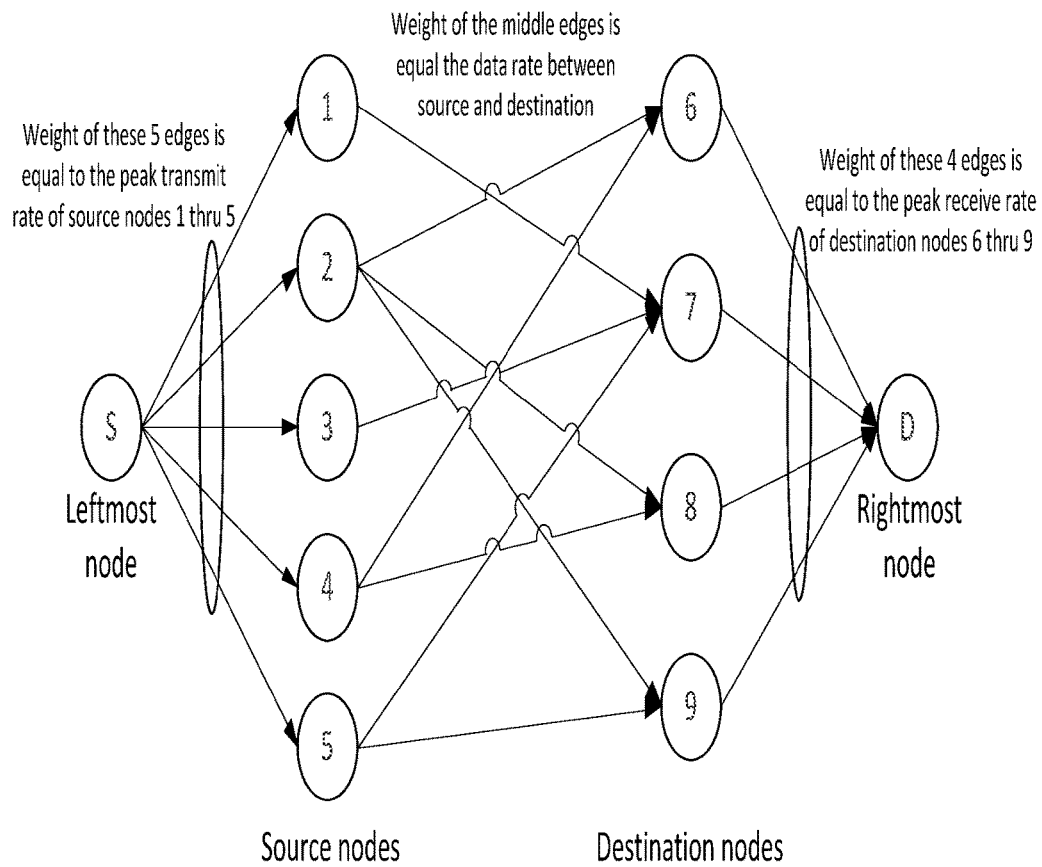 Weight of the middle edges is
equal the data rate between
source and destination
Weight of these 5 edges is
equal to the peak transmit
rate of source nodes 1 thru 5
Weight of these 4 edges is
equal to the peak receive rate
of destination nodes 6 thru 9
1
2
3
4
5
6
7
8
9
S
Leftmost
node
D
Rightmost
node
Source nodes
Destination nodes